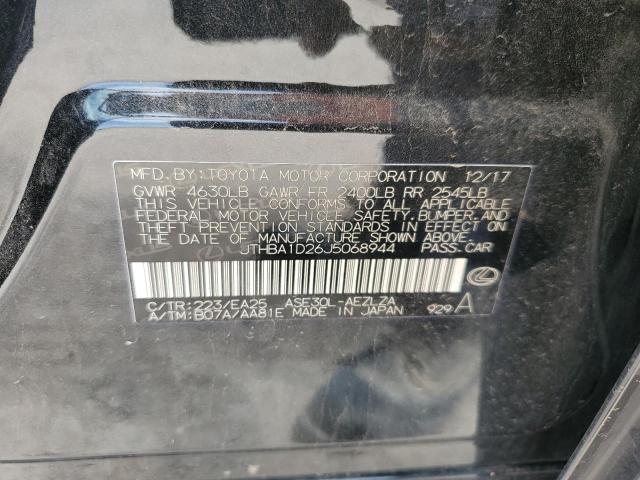 MFD.BY:TOYOTA MOTOR CORPORATION 12/17
GVWR 4630LB GAWR FR 2400LB RR 2545LB
THIS VEHICLE CONFORMS TO ALL APPLICABLE
FEDERAL MOTOR VEHICLE SAFETY, BUMPER, AND
THEFT PREVENTION STANDARDS IN EFFECT ON
THE DATE OF MANUFACTURE SHOWN ABOVE.
JTHBA1D26J5068944 PASS.CAR
C/TR:223/EA25 ASE30L-AEZLZA
A/TM:B07A/AA81E MADE IN JAPAN 929 A